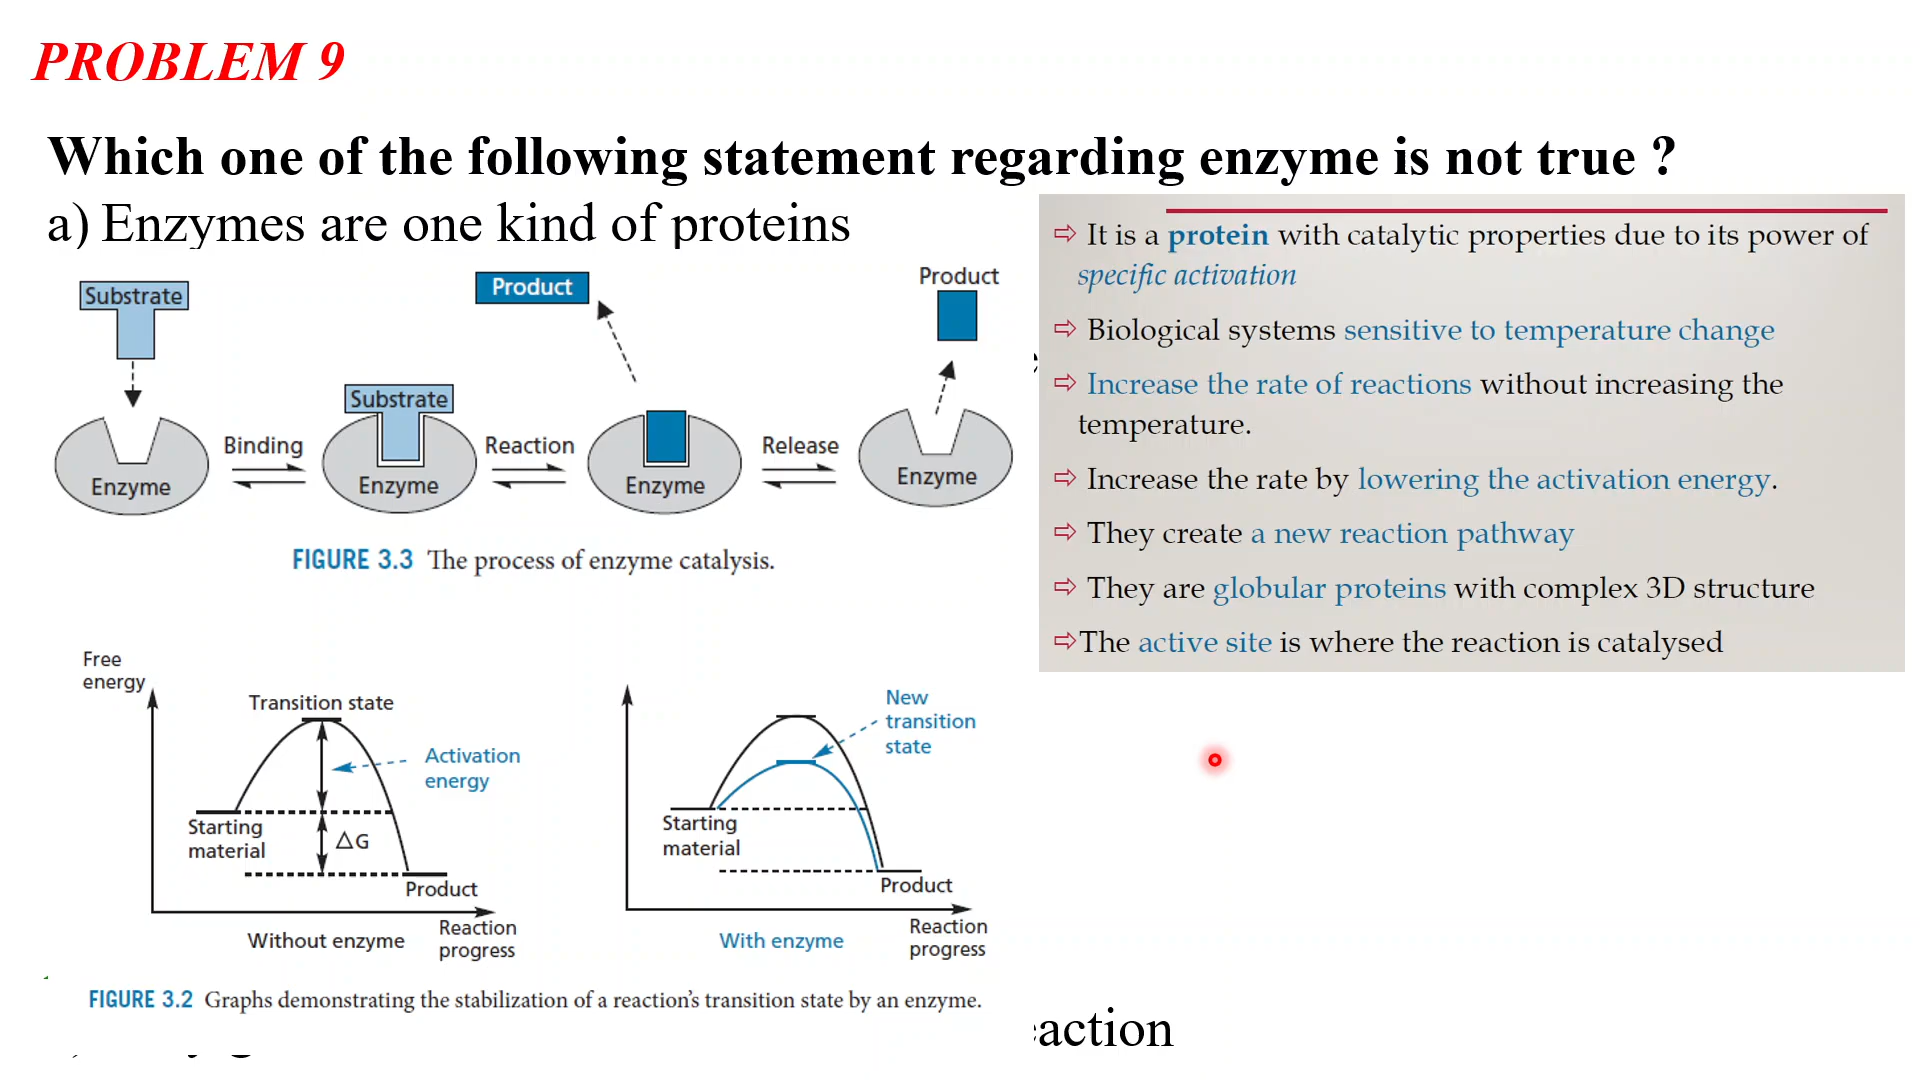 PROBLEM 9
Which one of the following statement regarding enzyme is not true ?
a) Enzymes are one kind of proteins
⇨ It is a protein with catalytic properties due to its power of
specific activation
⇨ Biological systems sensitive to temperature change
⇨ Increase the rate of reactions without increasing the
temperature.
⇨ Increase the rate by lowering the activation energy.
⇨ They create a new reaction pathway
⇨ They are globular proteins with complex 3D structure
⇨The active site is where the reaction is catalysed
Substrate
Product
Product
Substrate
Binding
Reaction
Release
Enzyme
Enzyme
Enzyme
Enzyme
FIGURE 3.3 The process of enzyme catalysis.
Free
energy
Transition state
Activation
energy
Starting
material
△G
Product
Reaction
progress
Without enzyme
New
transition
state
Starting
material
Product
Reaction
progress
With enzyme
FIGURE 3.2 Graphs demonstrating the stabilization of a reaction's transition state by an enzyme.
action